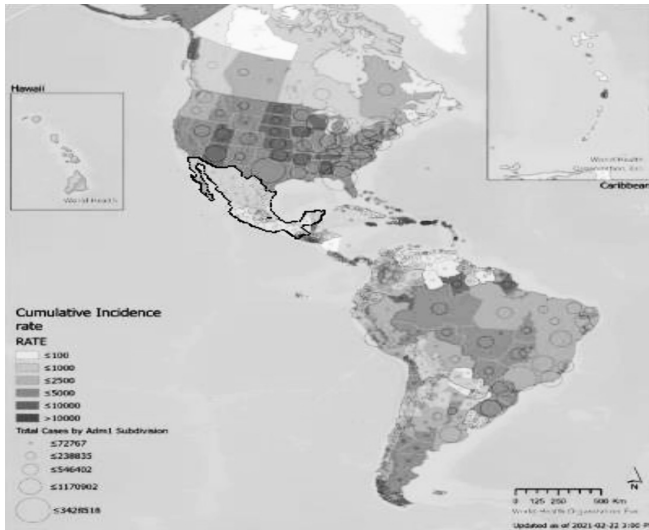 Hawaii
World Health
World Health
Organization, Esri
Caribbean
Cumulative Incidence
rate
RATE
≤100
≤1000
≤2500
≤5000
≤10000
>10000
Total Cases by Adm1 Subdivision
≤72767
≤238835
≤546402
≤1170902
≤3428518
N
0 125 250 500 Km
World Health Organization, Esri
Updated as of 2021-02-22 3:00 P